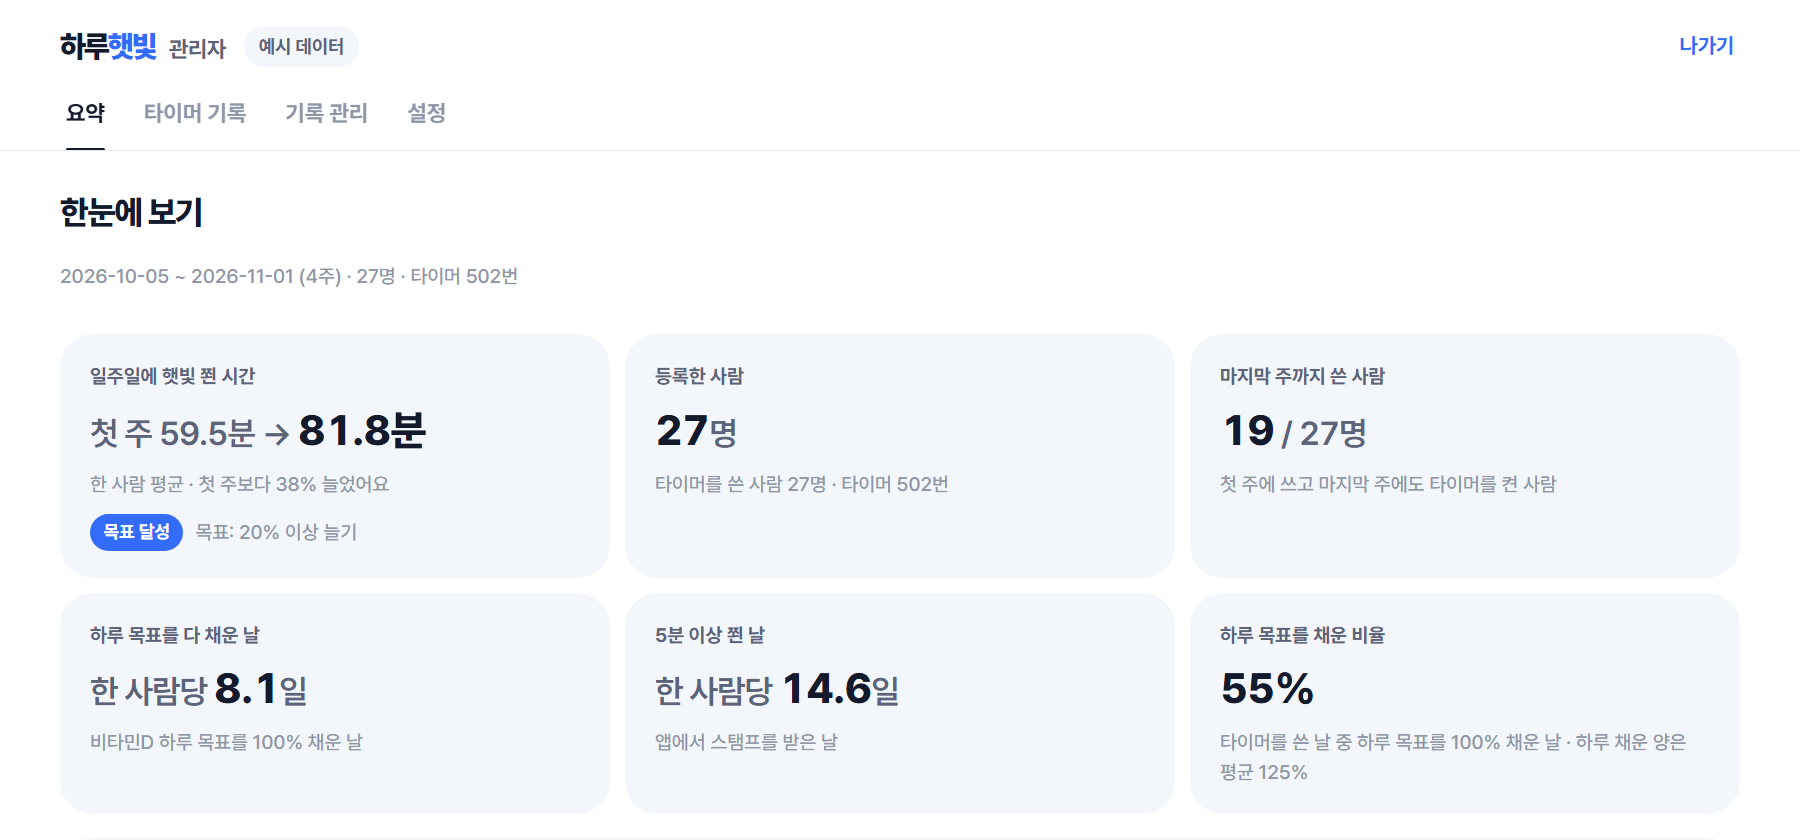 하루햇빛 관리자 예시 데이터 나가기
요약 타이머 기록 기록 관리 설정
한눈에 보기
2026-10-05 ~ 2026-11-01 (4주) · 27명 · 타이머 502번
일주일에 햇빛 쬔 시간
첫 주 59.5분 → 81.8분
한 사람 평균 · 첫 주보다 38% 늘었어요
목표 달성 목표: 20% 이상 늘기
등록한 사람
27명
타이머를 쓴 사람 27명 · 타이머 502번
마지막 주까지 쓴 사람
19 / 27명
첫 주에 쓰고 마지막 주에도 타이머를 켠 사람
하루 목표를 다 채운 날
한 사람당 8.1일
비타민D 하루 목표를 100% 채운 날
5분 이상 쬔 날
한 사람당 14.6일
앱에서 스탬프를 받은 날
하루 목표를 채운 비율
55%
타이머를 쓴 날 중 하루 목표를 100% 채운 날 · 하루 채운 양은
평균 125%